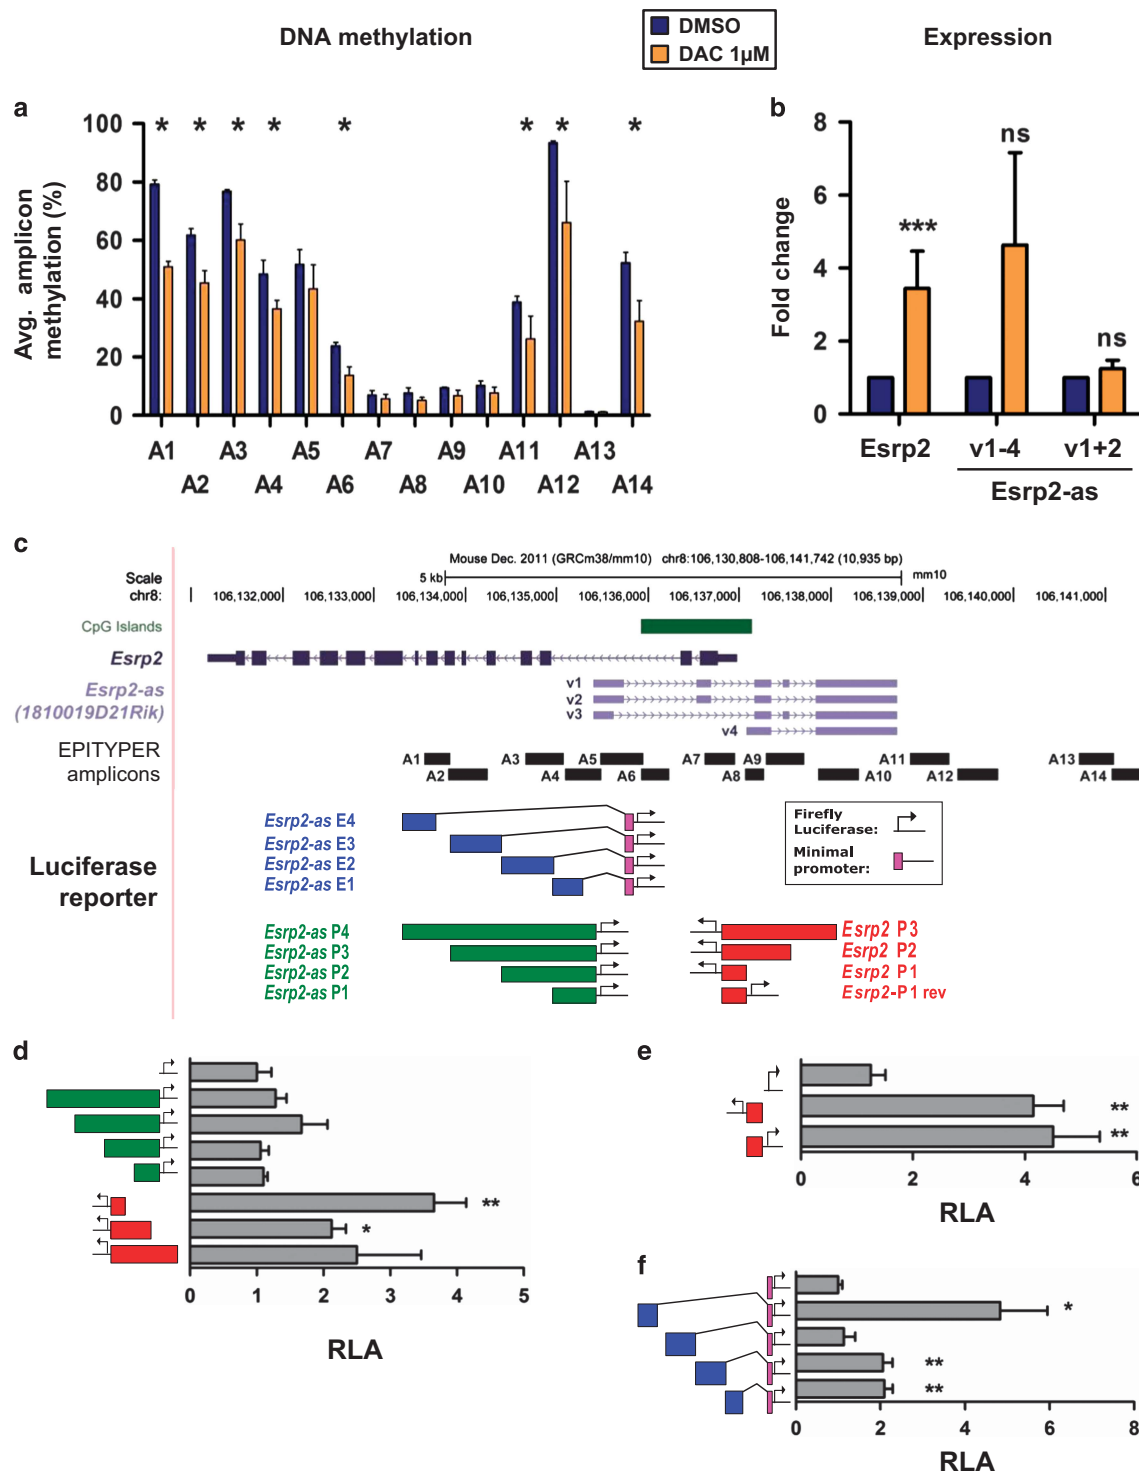 DNA methylation
DMSO
DAC 1µM
Expression
a
100
80
60
40
20
0
Avg. amplicon
methylation (%)
* * * * * * * *
A1 A3 A5 A7 A9 A11 A13
A2 A4 A6 A8 A10 A12 A14
b
8
6
4
2
0
Fold change
***
ns
ns
Esrp2 v1-4 v1+2
Esrp2-as
c
Mouse Dec. 2011 (GRCm38/mm10) chr8:106,130,808-106,141,742 (10,935 bp)
Scale
5 kb
mm10
chr8:
106,132,000 106,133,000 106,134,000 106,135,000 106,136,000 106,137,000 106,138,000 106,139,000 106,140,000 106,141,000
CpG Islands
Esrp2
Esrp2-as
(1810019D21Rik)
v1
v2
v3
v4
EPITYPER
amplicons
A1 A3 A5 A7 A9 A11 A13
A2 A4 A6 A8 A10 A12 A14
Luciferase
reporter
Esrp2-as E4
Esrp2-as E3
Esrp2-as E2
Esrp2-as E1
Firefly
Luciferase:
Minimal
promoter:
Esrp2-as P4
Esrp2-as P3
Esrp2-as P2
Esrp2-as P1
Esrp2 P3
Esrp2 P2
Esrp2 P1
Esrp2-P1 rev
d
**
*
0 1 2 3 4 5
RLA
e
**
**
0 2 4 6
RLA
f
*
**
**
0 2 4 6 8
RLA